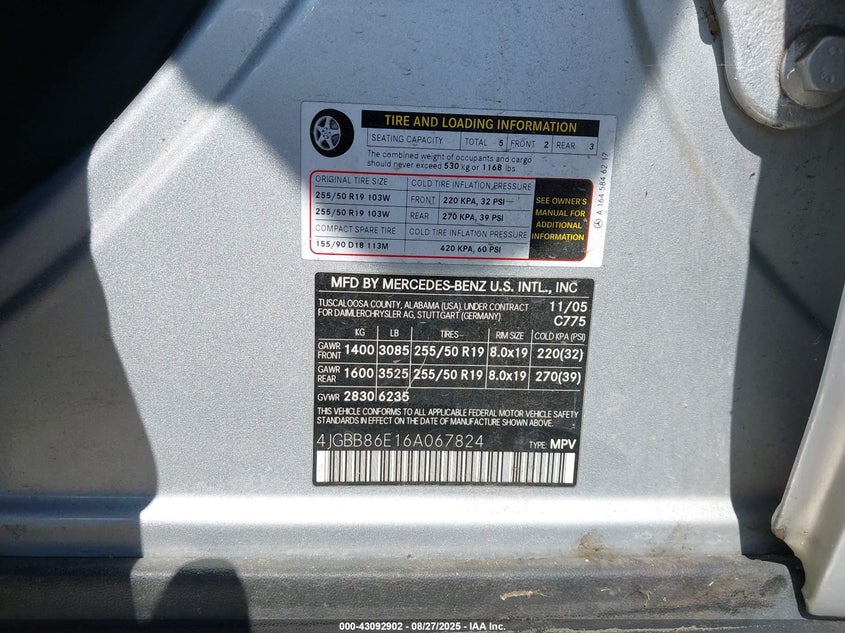 TIRE AND LOADING INFORMATION
SEATING CAPACITY TOTAL 5 FRONT 2 REAR 3
The combined weight of occupants and cargo
should never exceed 530 kg or 1168 lbs.
ORIGINAL TIRE SIZE COLD TIRE INFLATION PRESSURE
255/50 R19 103W FRONT 220 KPA, 32 PSI
255/50 R19 103W REAR 270 KPA, 39 PSI
COMPACT SPARE TIRE COLD TIRE INFLATION PRESSURE
155/90 D18 113M 420 KPA, 60 PSI
SEE OWNER'S
MANUAL FOR
ADDITIONAL
INFORMATION
A 164 584 62 17
MFD BY MERCEDES-BENZ U.S. INTL., INC
TUSCALOOSA COUNTY, ALABAMA (USA), UNDER CONTRACT 11/05
FOR DAIMLERCHRYSLER AG, STUTTGART (GERMANY) C775
KG LB TIRES RIM SIZE COLD KPA (PSI)
GAWR FRONT 1400 3085 255/50 R19 8.0x19 220(32)
GAWR REAR 1600 3525 255/50 R19 8.0x19 270(39)
GVWR 2830 6235
THIS VEHICLE CONFORMS TO ALL APPLICABLE FEDERAL MOTOR VEHICLE SAFETY
STANDARDS IN EFFECT ON THE DATE OF MANUFACTURE SHOWN ABOVE.
4JGBB86E16A067824 TYPE: MPV
000-43092902 - 08/27/2025 - IAA Inc.